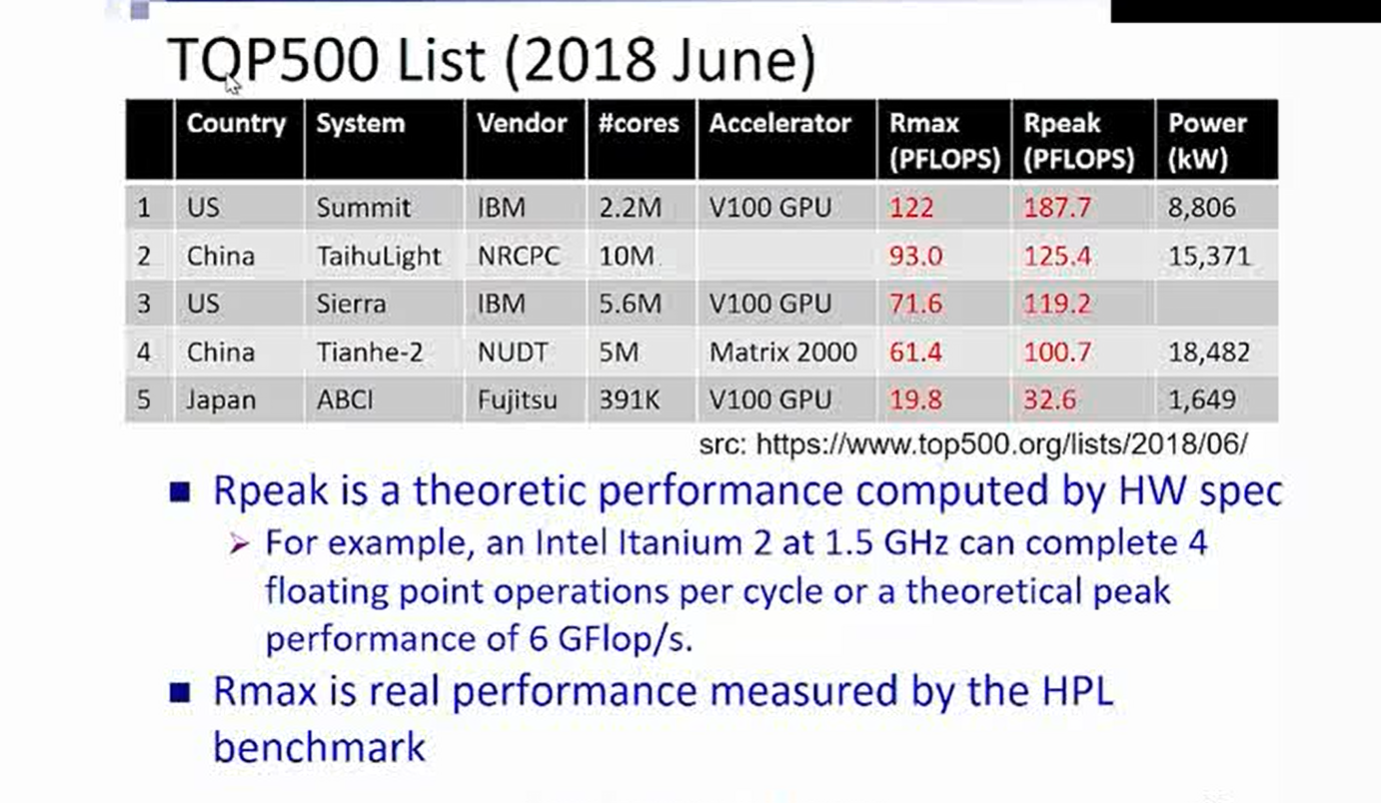 TOP500 List (2018 June)
Country System Vendor #cores Accelerator Rmax (PFLOPS) Rpeak (PFLOPS) Power (kW)
1 US Summit IBM 2.2M V100 GPU 122 187.7 8,806
2 China TaihuLight NRCPC 10M 93.0 125.4 15,371
3 US Sierra IBM 5.6M V100 GPU 71.6 119.2
4 China Tianhe-2 NUDT 5M Matrix 2000 61.4 100.7 18,482
5 Japan ABCI Fujitsu 391K V100 GPU 19.8 32.6 1,649
src: https://www.top500.org/lists/2018/06/
■ Rpeak is a theoretic performance computed by HW spec
➢ For example, an Intel Itanium 2 at 1.5 GHz can complete 4
floating point operations per cycle or a theoretical peak
performance of 6 GFlop/s.
■ Rmax is real performance measured by the HPL
benchmark